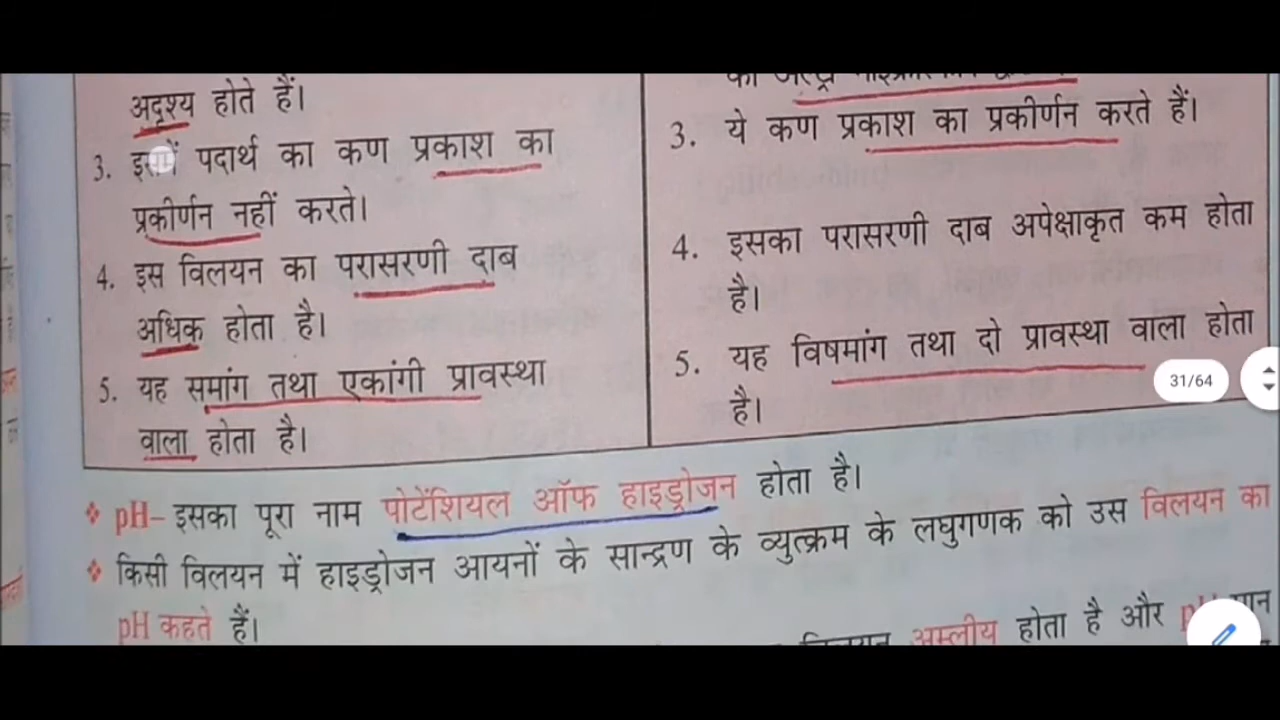 अदृश्य होते हैं।
3. इसमें पदार्थ का कण प्रकाश का
प्रकीर्णन नहीं करते।
4. इस विलयन का परासरणी दाब
अधिक होता है।
5. यह समांग तथा एकांगी प्रावस्था
वाला होता है।
3. ये कण प्रकाश का प्रकीर्णन करते हैं।
4. इसका परासरणी दाब अपेक्षाकृत कम होता
है।
5. यह विषमांग तथा दो प्रावस्था वाला होता
है।
31/64
❖ pH– इसका पूरा नाम पोटेंशियल ऑफ हाइड्रोजन होता है।
❖ किसी विलयन में हाइड्रोजन आयनों के सान्द्रण के व्युत्क्रम के लघुगणक को उस विलयन का
pH कहते हैं।
विलयन अम्लीय होता है और